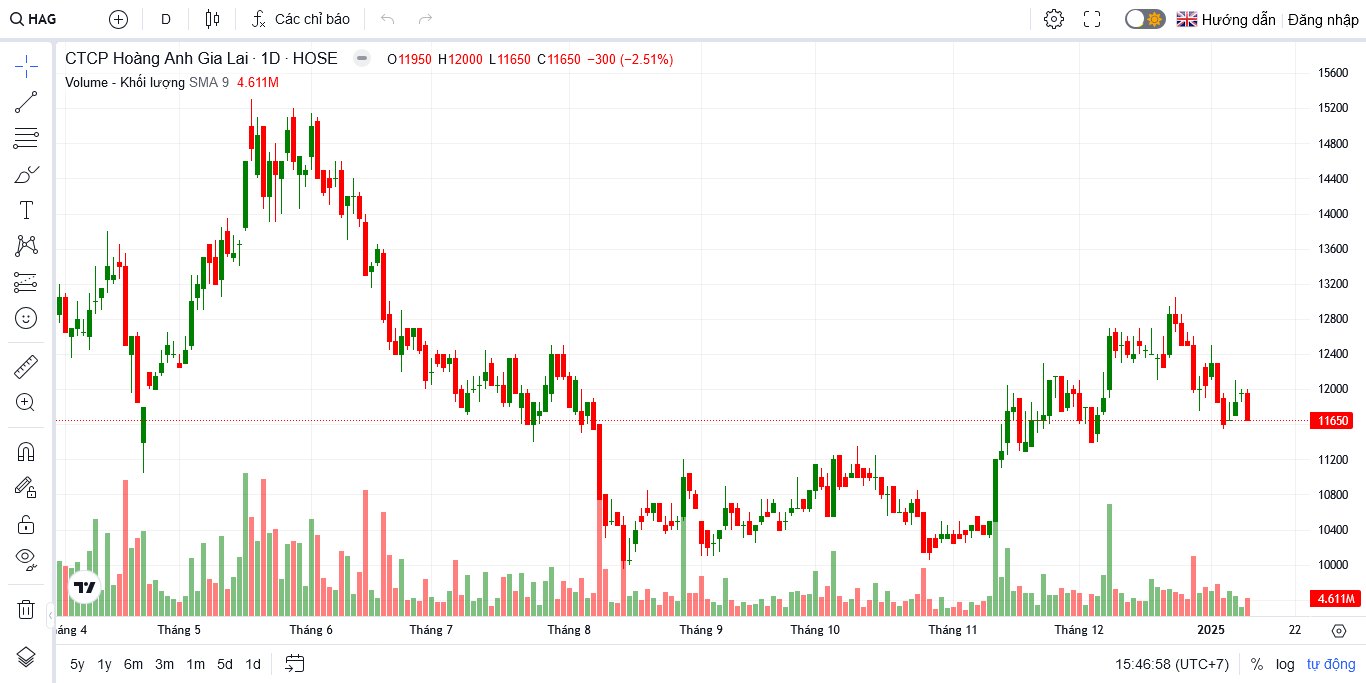 HAG D Các chỉ báo Hướng dẫn Đăng nhập
CTCP Hoàng Anh Gia Lai · 1D · HOSE O11950 H12000 L11650 C11650 −300 (−2.51%)
Volume - Khối lượng SMA 9 4.611M
15600
15200
14800
14400
14000
13600
13200
12800
12400
12000
11650
11200
10800
10400
10000
4.611M
áng 4 Tháng 5 Tháng 6 Tháng 7 Tháng 8 Tháng 9 Tháng 10 Tháng 11 Tháng 12 2025 22
5y 1y 6m 3m 1m 5d 1d 15:46:58 (UTC+7) % log tự động